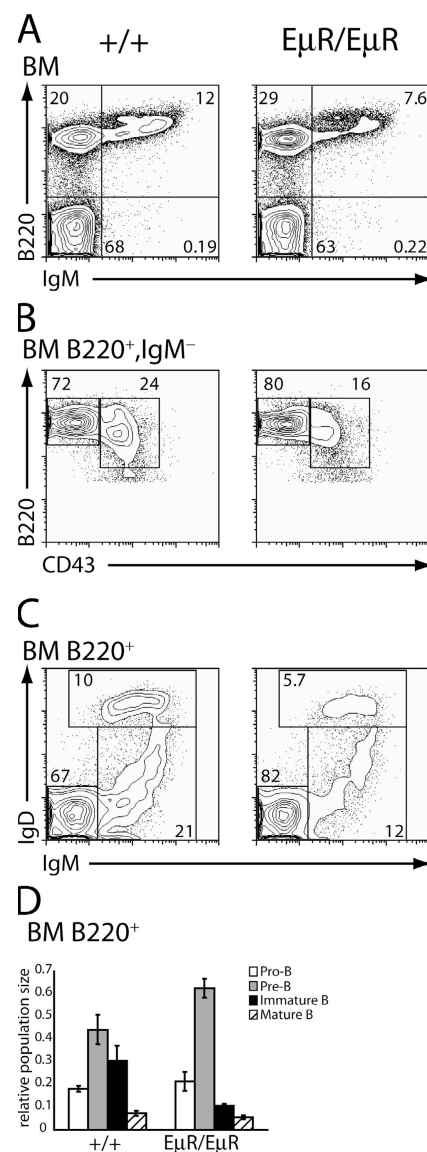 A
+/+
EμR/EμR
BM
20
12
68
0.19
29
7.6
63
0.22
B220
IgM
B
BM B220+,IgM−
72
24
80
16
B220
CD43
C
BM B220+
10
67
21
5.7
82
12
IgD
IgM
D
BM B220+
relative population size
0.7
0.6
0.5
0.4
0.3
0.2
0.1
0
Pro-B
Pre-B
Immature B
Mature B
+/+
EμR/EμR